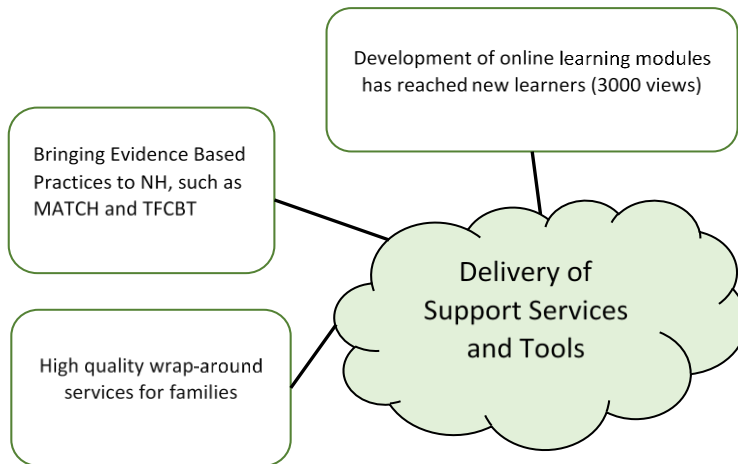 Development of online learning modules
has reached new learners (3000 views)
Bringing Evidence Based
Practices to NH, such as
MATCH and TFCBT
Delivery of
Support Services
and Tools
High quality wrap-around
services for families